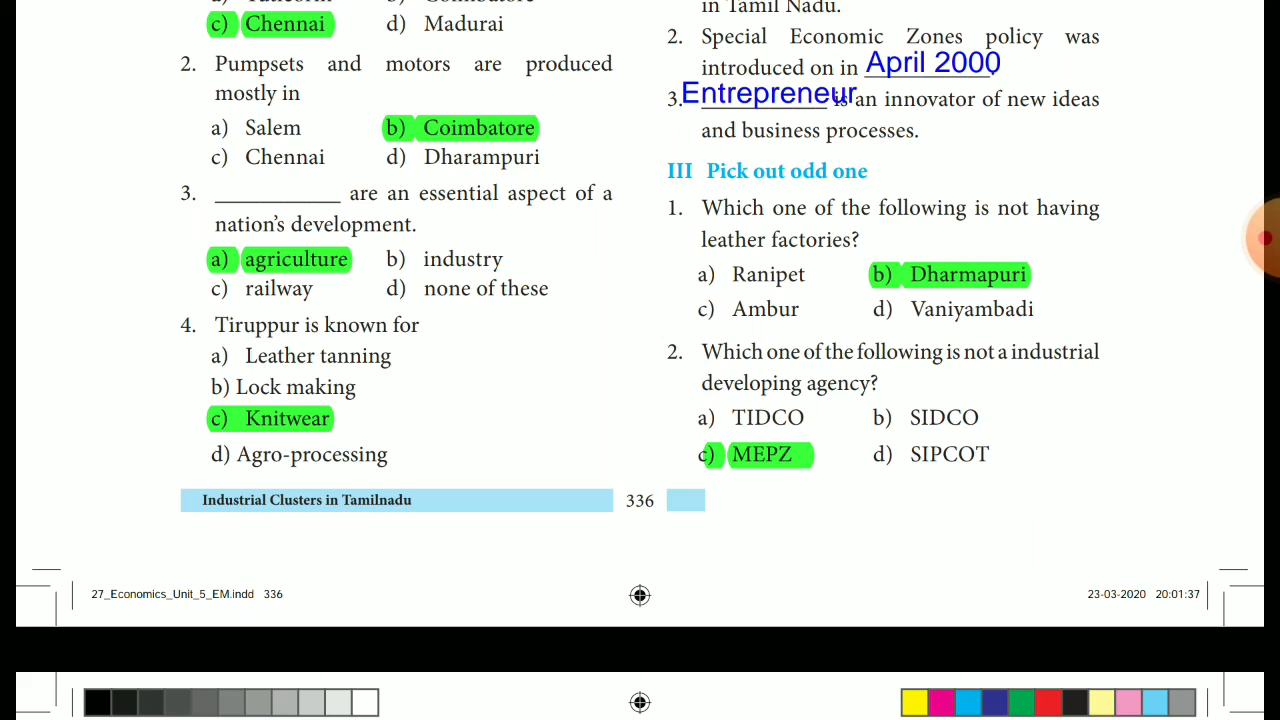 c) Chennai d) Madurai
2. Pumpsets and motors are produced
mostly in
a) Salem b) Coimbatore
c) Chennai d) Dharampuri
3. ___________ are an essential aspect of a
nation’s development.
a) agriculture b) industry
c) railway d) none of these
4. Tiruppur is known for
a) Leather tanning
b) Lock making
c) Knitwear
d) Agro-processing
in Tamil Nadu.
2. Special Economic Zones policy was
introduced on in April 2000.
3. Entrepreneur is an innovator of new ideas
and business processes.
III Pick out odd one
1. Which one of the following is not having
leather factories?
a) Ranipet b) Dharmapuri
c) Ambur d) Vaniyambadi
2. Which one of the following is not a industrial
developing agency?
a) TIDCO b) SIDCO
c) MEPZ d) SIPCOT
Industrial Clusters in Tamilnadu 336
27_Economics_Unit_5_EM.indd 336 23-03-2020 20:01:37